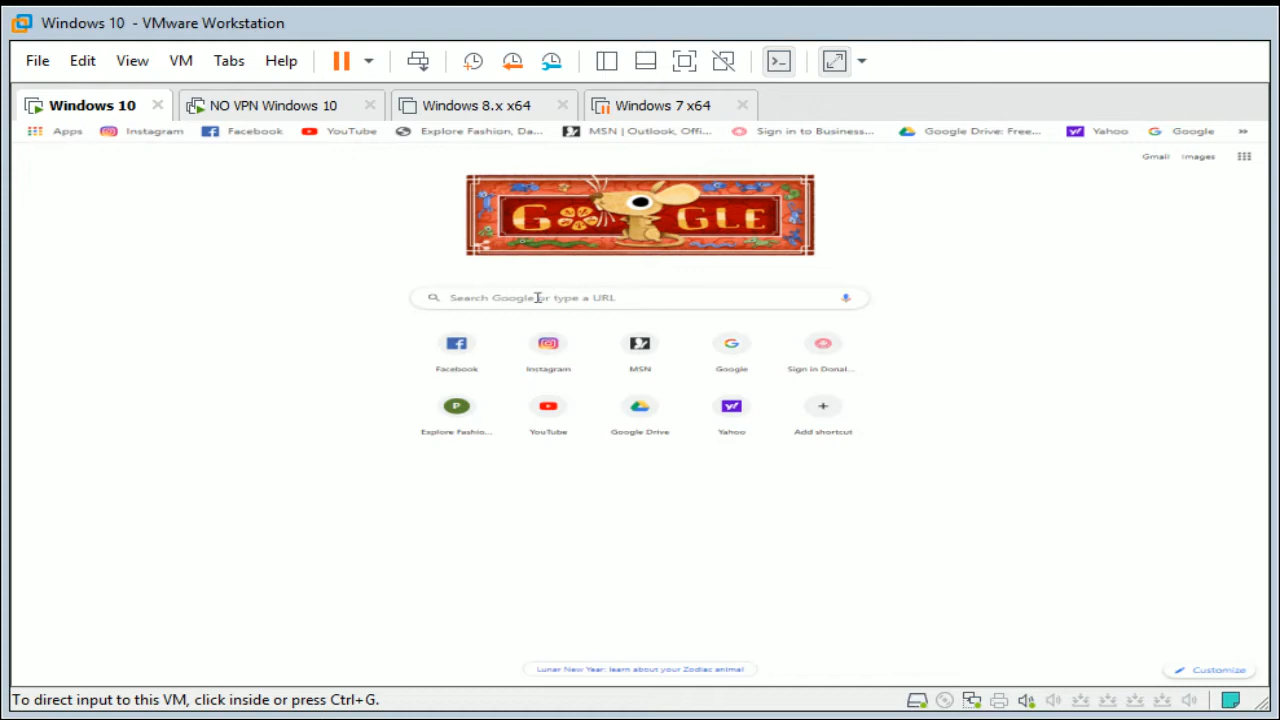 Windows 10 - VMware Workstation
File Edit View VM Tabs Help
Windows 10 NO VPN Windows 10 Windows 8.x x64 Windows 7 x64
Apps Instagram Facebook YouTube Explore Fashion, Da... MSN | Outlook, Offi... Sign in to Business... Google Drive: Free... Yahoo Google »
Gmail Images
GOOGLE
Search Google or type a URL
Facebook Instagram MSN Google Sign in Donal...
P
Explore Fashio... YouTube Google Drive Yahoo Add shortcut
Lunar New Year: learn about your Zodiac animal
Customize
To direct input to this VM, click inside or press Ctrl+G.